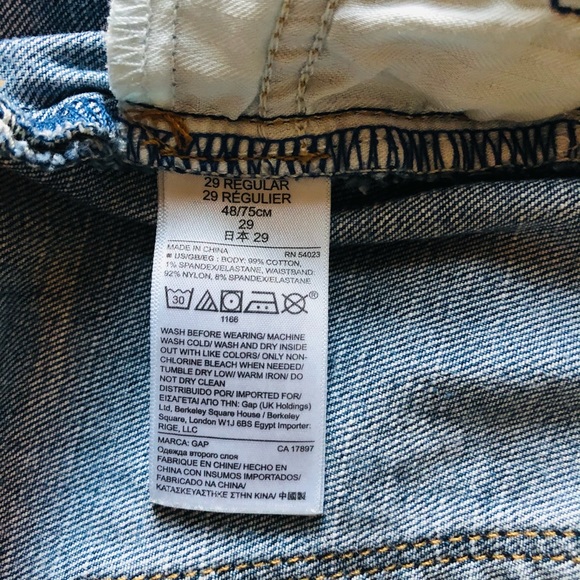 29 REGULAR
29 RÉGULIER
48/75CM
29
日本 29
MADE IN CHINA RN 54023
■ US/GB/EG : BODY: 99% COTTON,
1% SPANDEX/ELASTANE, WAISTBAND:
92% NYLON, 8% SPANDEX/ELASTANE
30 ®
1166
WASH BEFORE WEARING/ MACHINE
WASH COLD/ WASH AND DRY INSIDE
OUT WITH LIKE COLORS/ ONLY NON-
CHLORINE BLEACH WHEN NEEDED/
TUMBLE DRY LOW/ WARM IRON/ DO
NOT DRY CLEAN
DISTRIBUTED FOR/ IMPORTED FOR/
ΕΙΣΑΓΕΤΑΙ ΑΠΟ ΤΗΝ: Gap (UK Holdings)
Ltd, Berkeley Square House / Berkeley
Square, London W1J 6BS Egypt Importer:
RIGE, LLC
MARCA: GAP CA 17897
Одежда второго слоя
FABRIQUE EN CHINE/ HECHO EN
CHINA CON INSUMOS IMPORTADOS/
FABRICADO NA CHINA/
ΚΑΤΑΣΚΕΥΑΣΤΗΚΕ ΣΤΗΝ ΚΙΝΑ/ 中國製